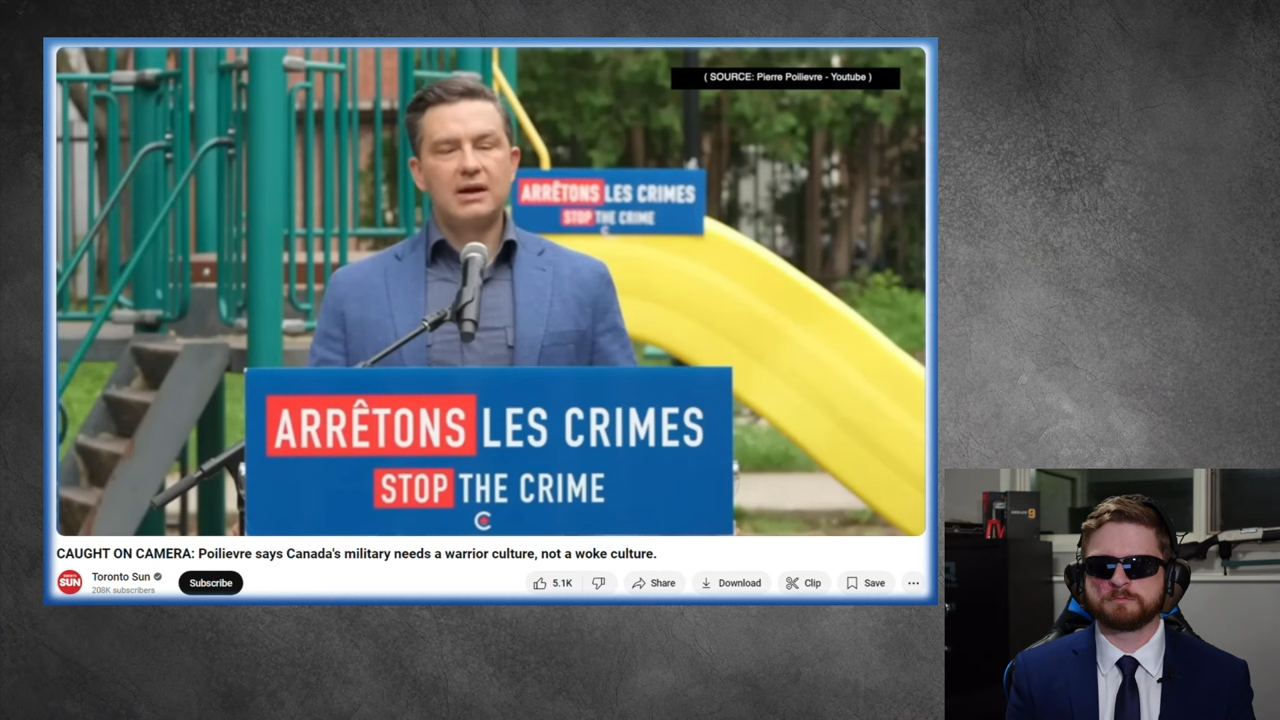 ( SOURCE: Pierre Poilievre - Youtube )
ARRÊTONS LES CRIMES
STOP THE CRIME
ARRÊTONS LES CRIMES
STOP THE CRIME
CAUGHT ON CAMERA: Poilievre says Canada's military needs a warrior culture, not a woke culture.
TORONTO
SUN
Toronto Sun
208K subscribers
Subscribe
5.1K
Share
Download
Clip
Save